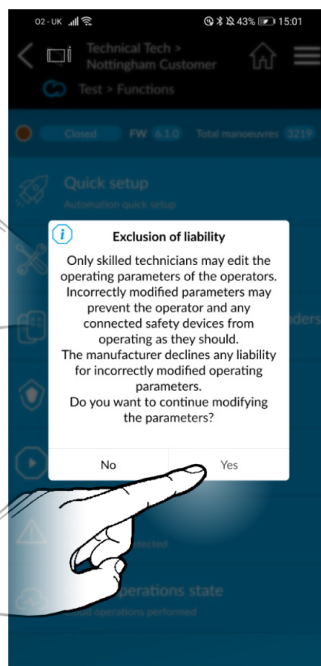 O2 - UK 43% 15:01
Technical Tech >
Nottingham Customer
Test > Functions
Closed FW 6.1.0 Total manoeuvres 3219
Quick setup
Automation quick setup
Exclusion of liability
Only skilled technicians may edit the
operating parameters of the operators.
Incorrectly modified parameters may
prevent the operator and any
connected safety devices from
operating as they should.
The manufacturer declines any liability
for incorrectly modified operating
parameters.
Do you want to continue modifying
the parameters?
No Yes
operations state
operations performed